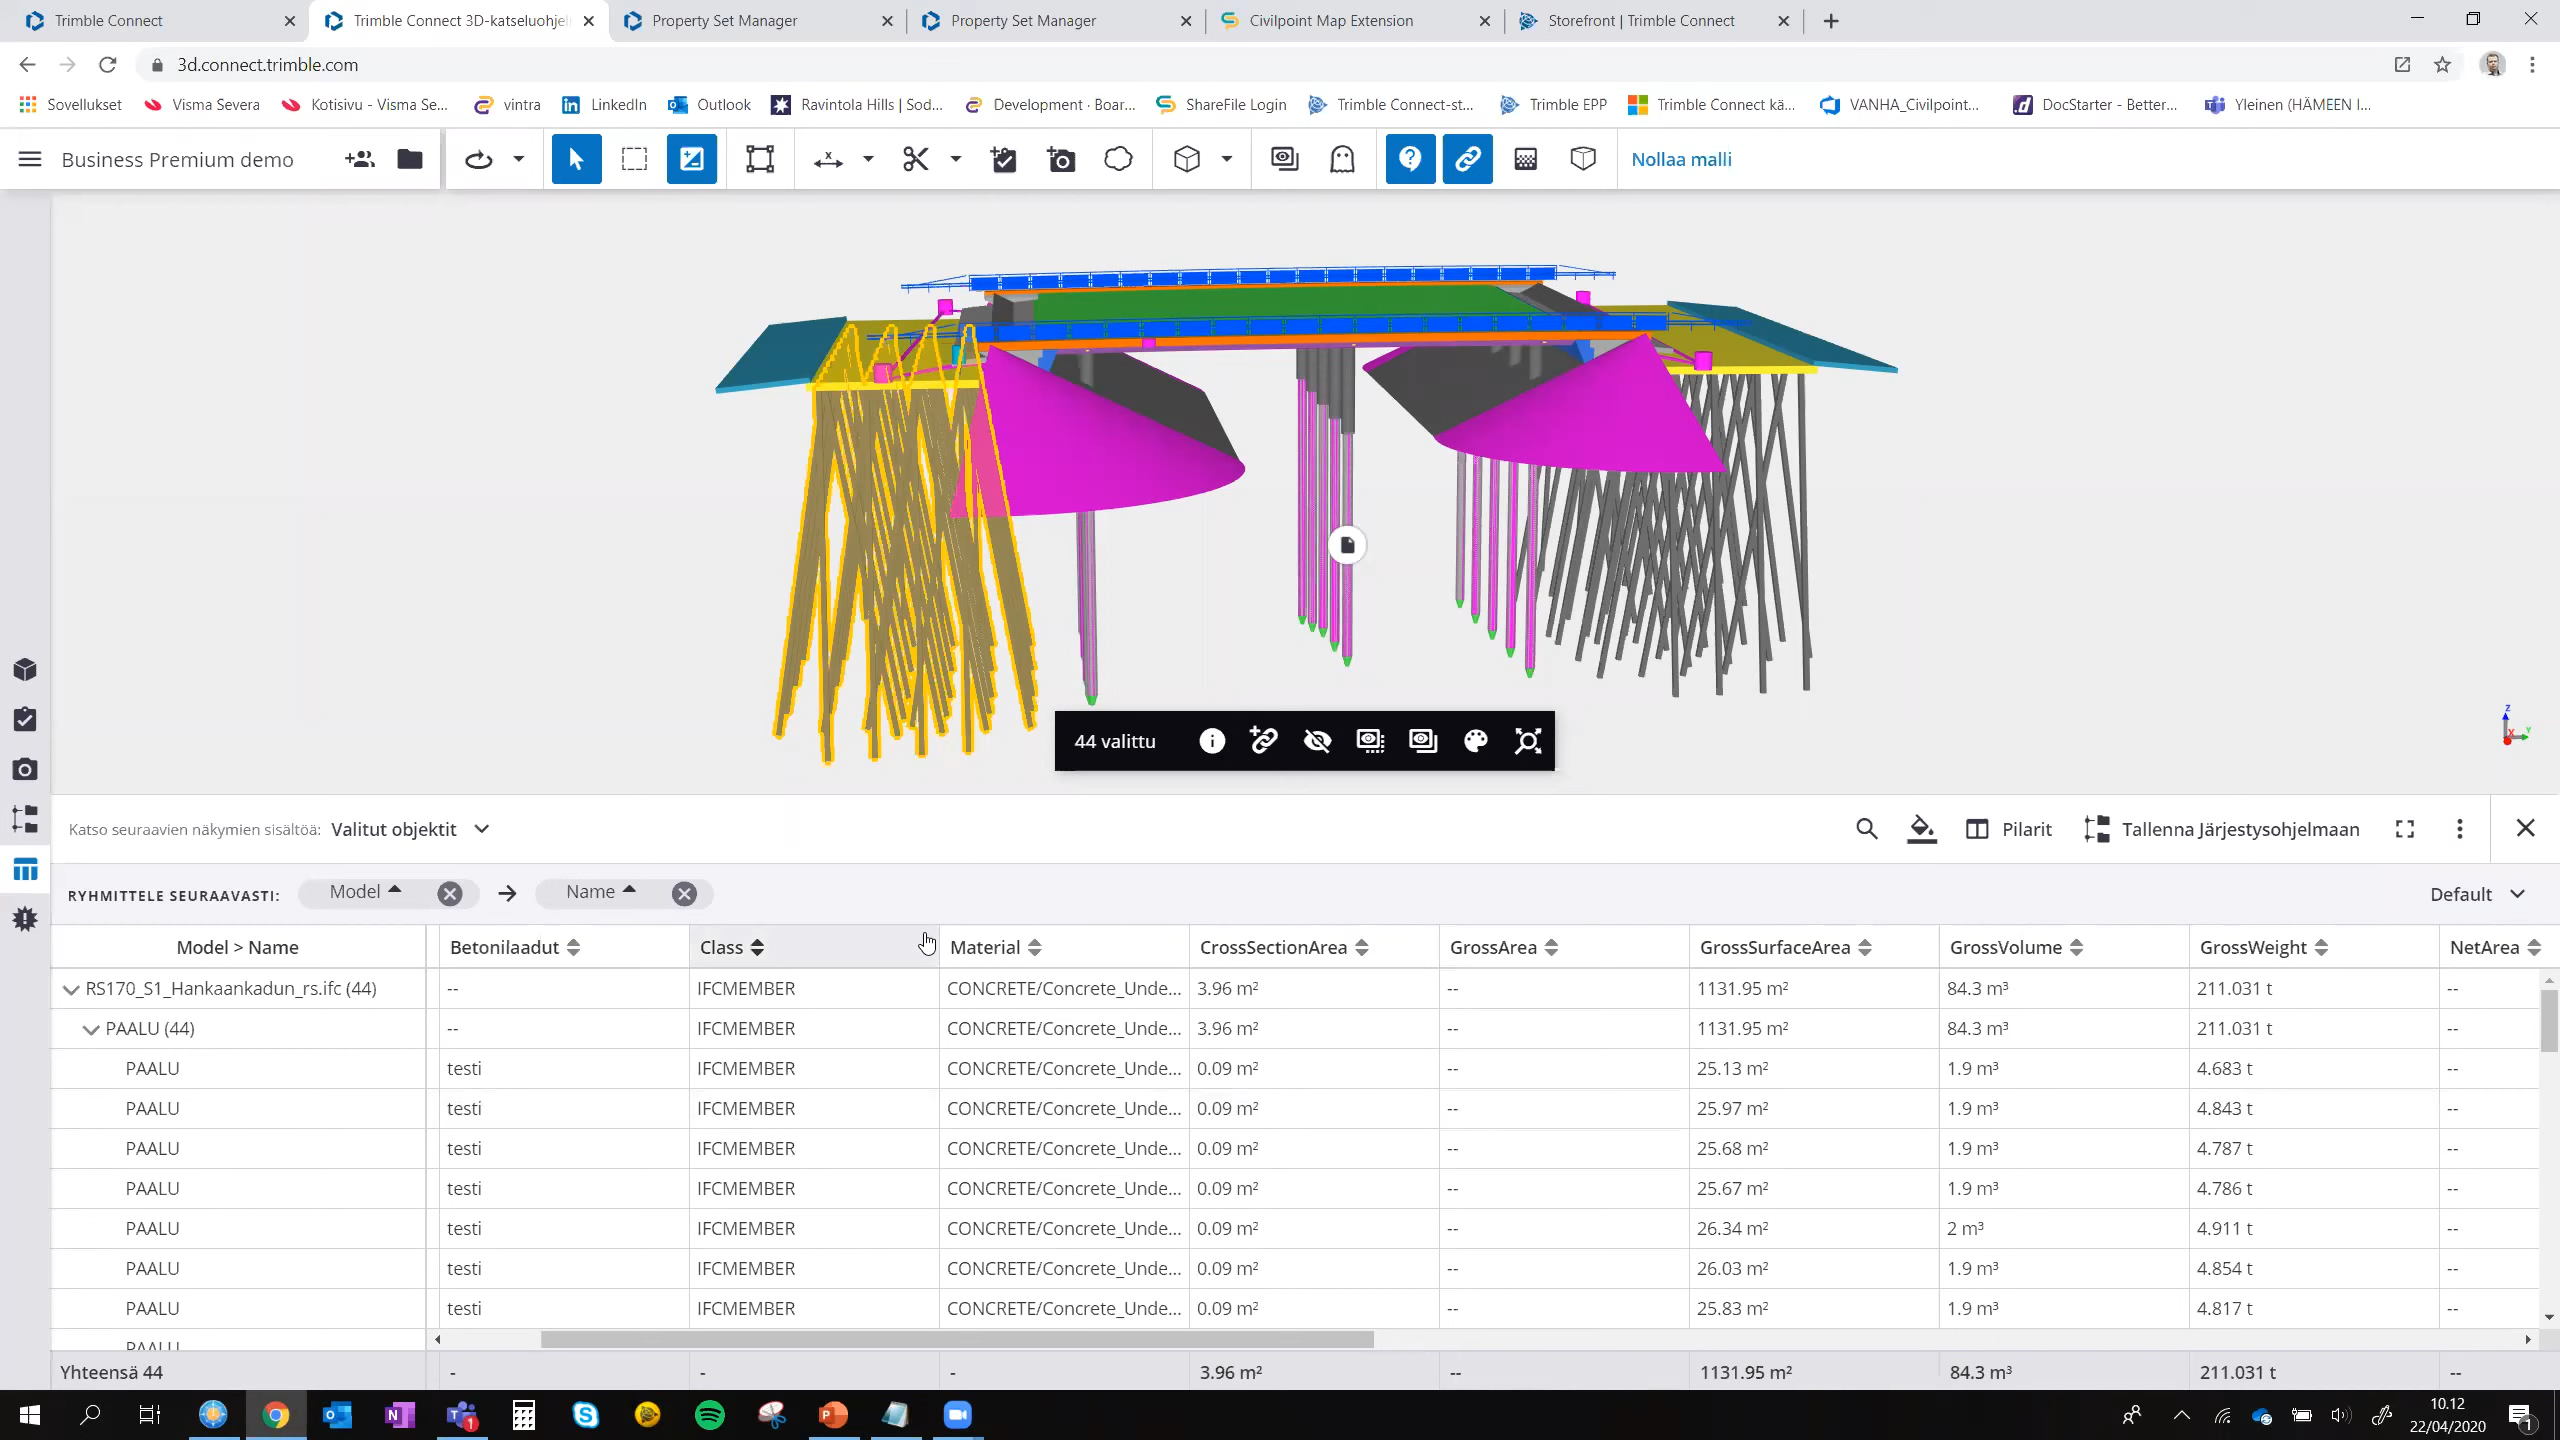 Trimble Connect
Trimble Connect 3D-katseluohjel
Property Set Manager
Property Set Manager
Civilpoint Map Extension
Storefront | Trimble Connect
3d.connect.trimble.com
Sovellukset
Visma Severa
Kotisivu - Visma Se...
vintra
LinkedIn
Outlook
Ravintola Hills | Sod...
Development · Boar...
ShareFile Login
Trimble Connect-st...
Trimble EPP
Trimble Connect kä...
VANHA_Civilpoint...
DocStarter - Better...
Yleinen (HÄMEEN I...
Business Premium demo
Nollaa malli
44 valittu
Katso seuraavien näkymien sisältöä: Valitut objektit
Pilarit
Tallenna Järjestysohjelmaan
RYHMITTELE SEURAAVASTI: Model Name
Default
Model > Name Betonilaadut Class Material CrossSectionArea GrossArea GrossSurfaceArea GrossVolume GrossWeight NetArea
RS170_S1_Hankaankadun_rs.ifc (44) -- IFCMEMBER CONCRETE/Concrete_Unde... 3.96 m² -- 1131.95 m² 84.3 m³ 211.031 t --
PAALU (44) -- IFCMEMBER CONCRETE/Concrete_Unde... 3.96 m² -- 1131.95 m² 84.3 m³ 211.031 t --
PAALU testi IFCMEMBER CONCRETE/Concrete_Unde... 0.09 m² -- 25.13 m² 1.9 m³ 4.683 t --
PAALU testi IFCMEMBER CONCRETE/Concrete_Unde... 0.09 m² -- 25.97 m² 1.9 m³ 4.843 t --
PAALU testi IFCMEMBER CONCRETE/Concrete_Unde... 0.09 m² -- 25.68 m² 1.9 m³ 4.787 t --
PAALU testi IFCMEMBER CONCRETE/Concrete_Unde... 0.09 m² -- 25.67 m² 1.9 m³ 4.786 t --
PAALU testi IFCMEMBER CONCRETE/Concrete_Unde... 0.09 m² -- 26.34 m² 2 m³ 4.911 t --
PAALU testi IFCMEMBER CONCRETE/Concrete_Unde... 0.09 m² -- 26.03 m² 1.9 m³ 4.854 t --
PAALU testi IFCMEMBER CONCRETE/Concrete_Unde... 0.09 m² -- 25.83 m² 1.9 m³ 4.817 t --
PAALU
Yhteensä 44 - - - 3.96 m² -- 1131.95 m² 84.3 m³ 211.031 t --
10.12
22/04/2020